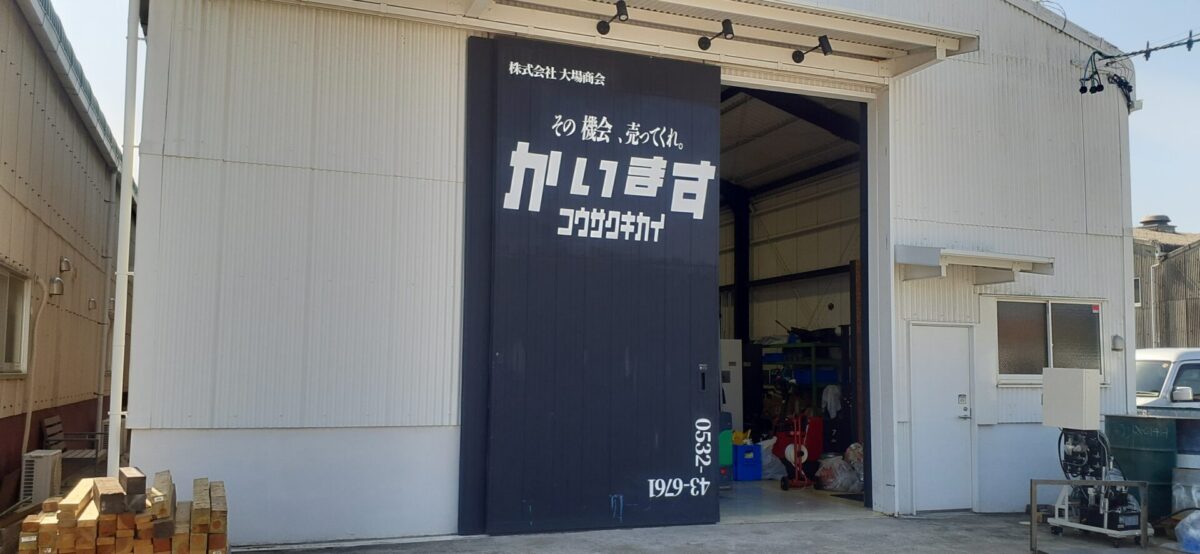 株式会社 大場商会
その 機会、売ってくれ。
かいます
コウサクキカイ
0532-
43-6761